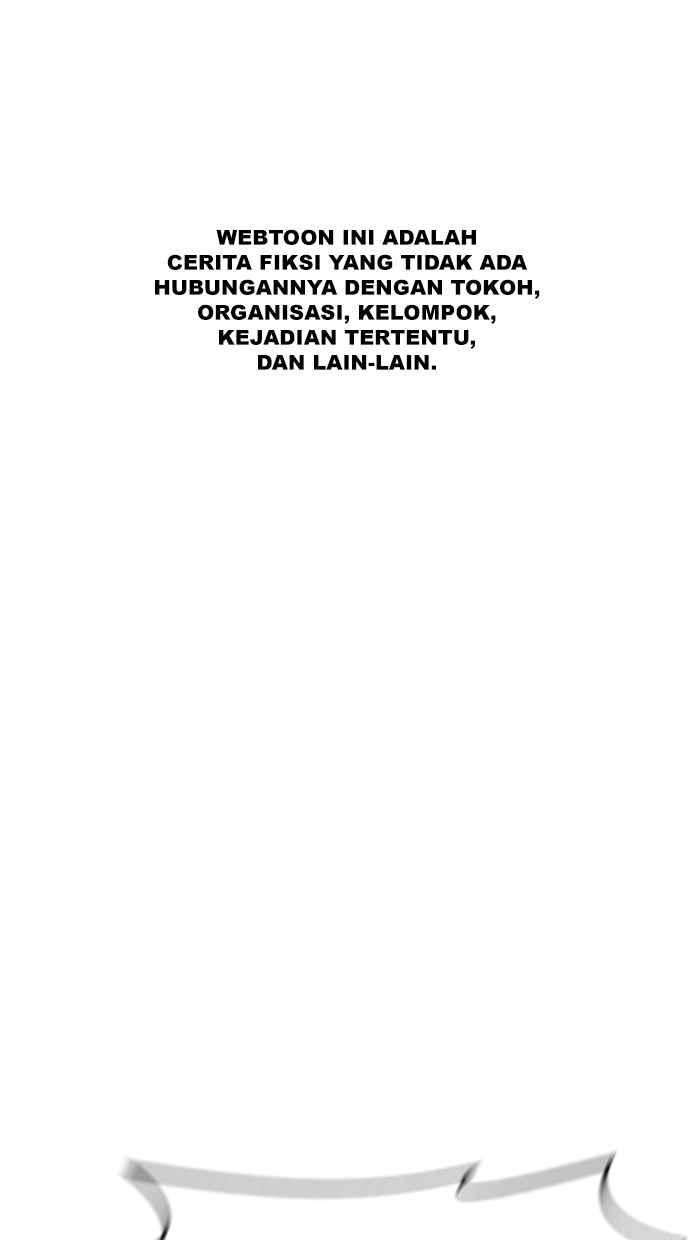 WEBTOON INI ADALAH
CERITA FIKSI YANG TIDAK ADA
HUBUNGANNYA DENGAN TOKOH,
ORGANISASI, KELOMPOK,
KEJADIAN TERTENTU,
DAN LAIN-LAIN.